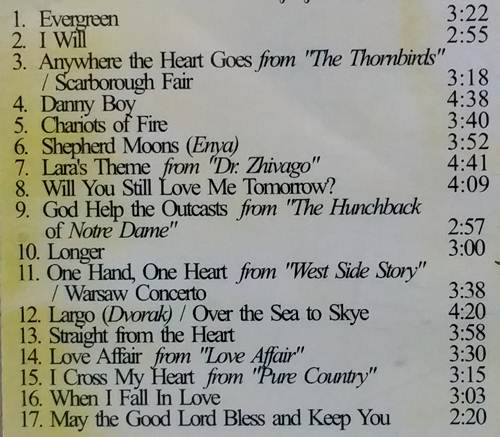 1. Evergreen 3:22
2. I Will 2:55
3. Anywhere the Heart Goes from "The Thornbirds"
/ Scarborough Fair 3:18
4. Danny Boy 4:38
5. Chariots of Fire 3:40
6. Shepherd Moons (Enya) 3:52
7. Lara's Theme from "Dr. Zhivago" 4:41
8. Will You Still Love Me Tomorrow? 4:09
9. God Help the Outcasts from "The Hunchback
of Notre Dame" 2:57
10. Longer 3:00
11. One Hand, One Heart from "West Side Story"
/ Warsaw Concerto 3:38
12. Largo (Dvorak) / Over the Sea to Skye 4:20
13. Straight from the Heart 3:58
14. Love Affair from "Love Affair" 3:30
15. I Cross My Heart from "Pure Country" 3:15
16. When I Fall In Love 3:03
17. May the Good Lord Bless and Keep You 2:20